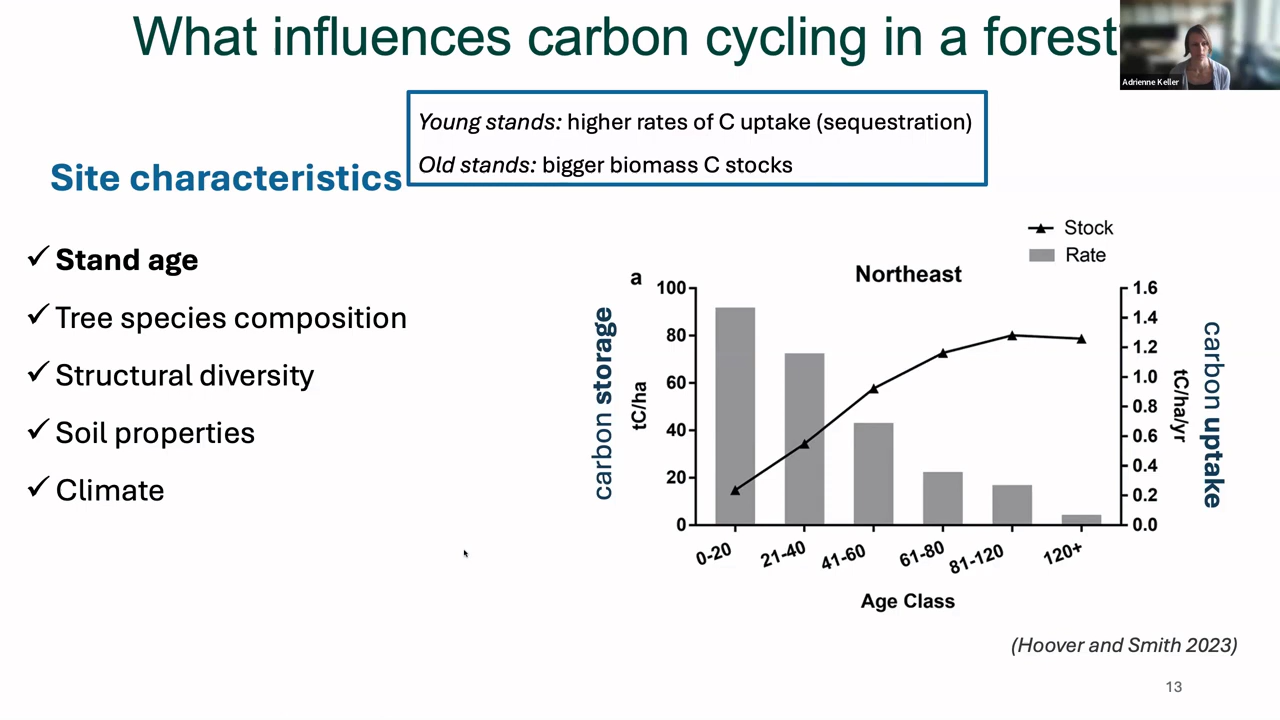 What influences carbon cycling in a forest
Adrienne Keller
Young stands: higher rates of C uptake (sequestration)
Old stands: bigger biomass C stocks
Site characteristics
✓ Stand age
✓ Tree species composition
✓ Structural diversity
✓ Soil properties
✓ Climate
Stock
Rate
a
Northeast
carbon storage
tC/ha
100
80
60
40
20
0
1.6
1.4
1.2
1.0
0.8
0.6
0.4
0.2
0.0
tC/ha/yr
carbon uptake
0-20
21-40
41-60
61-80
81-120
120+
Age Class
(Hoover and Smith 2023)
13